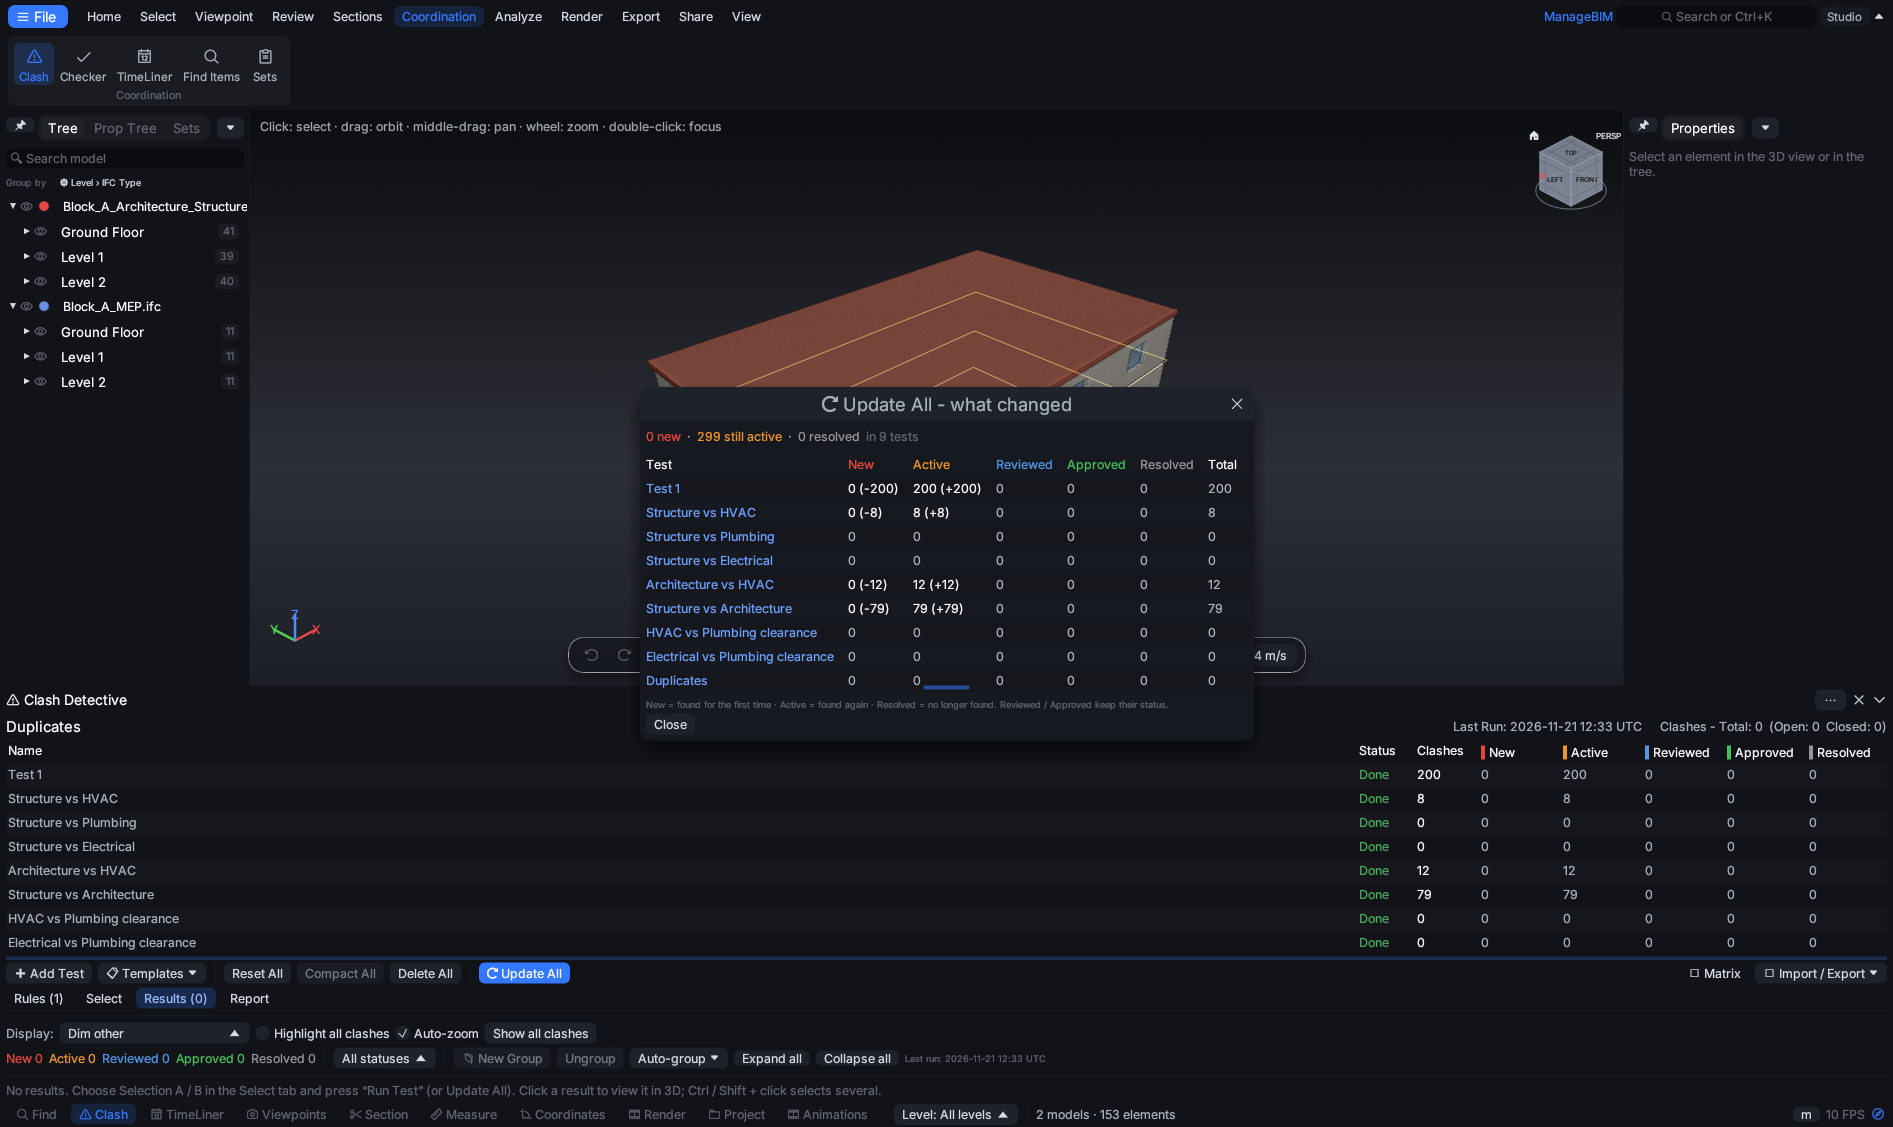 File Home Select Viewpoint Review Sections Coordination Analyze Render Export Share View ManageBIM Search or Ctrl+K Studio
Clash Checker TimeLiner Find Items Sets
Coordination
Tree Prop Tree Sets
Search model
Group by Level › IFC Type
Block_A_Architecture_Structure
Ground Floor 41
Level 1 39
Level 2 40
Block_A_MEP.ifc
Ground Floor 11
Level 1 11
Level 2 11
Click: select · drag: orbit · middle-drag: pan · wheel: zoom · double-click: focus
PERSP
TOP
LEFT FRONT
Z
Y X
4 m/s
Properties
Select an element in the 3D view or in the
tree.
Update All - what changed
0 new · 299 still active · 0 resolved in 9 tests
Test New Active Reviewed Approved Resolved Total
Test 1 0 (-200) 200 (+200) 0 0 0 200
Structure vs HVAC 0 (-8) 8 (+8) 0 0 0 8
Structure vs Plumbing 0 0 0 0 0 0
Structure vs Electrical 0 0 0 0 0 0
Architecture vs HVAC 0 (-12) 12 (+12) 0 0 0 12
Structure vs Architecture 0 (-79) 79 (+79) 0 0 0 79
HVAC vs Plumbing clearance 0 0 0 0 0 0
Electrical vs Plumbing clearance 0 0 0 0 0 0
Duplicates 0 0 0 0 0 0
New = found for the first time · Active = found again · Resolved = no longer found. Reviewed / Approved keep their status.
Close
Clash Detective ...
Duplicates Last Run: 2026-11-21 12:33 UTC Clashes - Total: 0 (Open: 0 Closed: 0)
Name Status Clashes New Active Reviewed Approved Resolved
Test 1 Done 200 0 200 0 0 0
Structure vs HVAC Done 8 0 8 0 0 0
Structure vs Plumbing Done 0 0 0 0 0 0
Structure vs Electrical Done 0 0 0 0 0 0
Architecture vs HVAC Done 12 0 12 0 0 0
Structure vs Architecture Done 79 0 79 0 0 0
HVAC vs Plumbing clearance Done 0 0 0 0 0 0
Electrical vs Plumbing clearance Done 0 0 0 0 0 0
Add Test Templates Reset All Compact All Delete All Update All Matrix Import / Export
Rules (1) Select Results (0) Report
Display: Dim other Highlight all clashes Auto-zoom Show all clashes
New 0 Active 0 Reviewed 0 Approved 0 Resolved 0 All statuses New Group Ungroup Auto-group Expand all Collapse all Last run: 2026-11-21 12:33 UTC
No results. Choose Selection A / B in the Select tab and press “Run Test” (or Update All). Click a result to view it in 3D; Ctrl / Shift + click selects several.
Find Clash TimeLiner Viewpoints Section Measure Coordinates Render Project Animations Level: All levels 2 models · 153 elements m 10 FPS